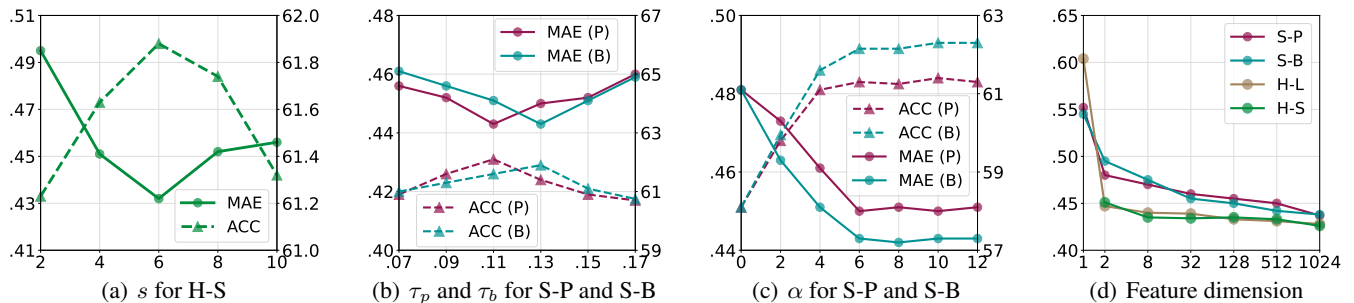 .51
.49
.47
.45
.43
.41
62.0
61.8
61.6
61.4
61.2
61.0
2 4 6 8 10
MAE
ACC
(a) s for H-S
.48
.46
.44
.42
.40
67
65
63
61
59
.07 .09 .11 .13 .15 .17
MAE (P)
MAE (B)
ACC (P)
ACC (B)
(b) τp and τb for S-P and S-B
.50
.48
.46
.44
63
61
58
57
0 2 4 6 8 10 12
ACC (P)
ACC (B)
MAE (P)
MAE (B)
(c) α for S-P and S-B
.65
.60
.55
.50
.45
.40
1 2 8 32 128 512 1024
S-P
S-B
H-L
H-S
(d) Feature dimension